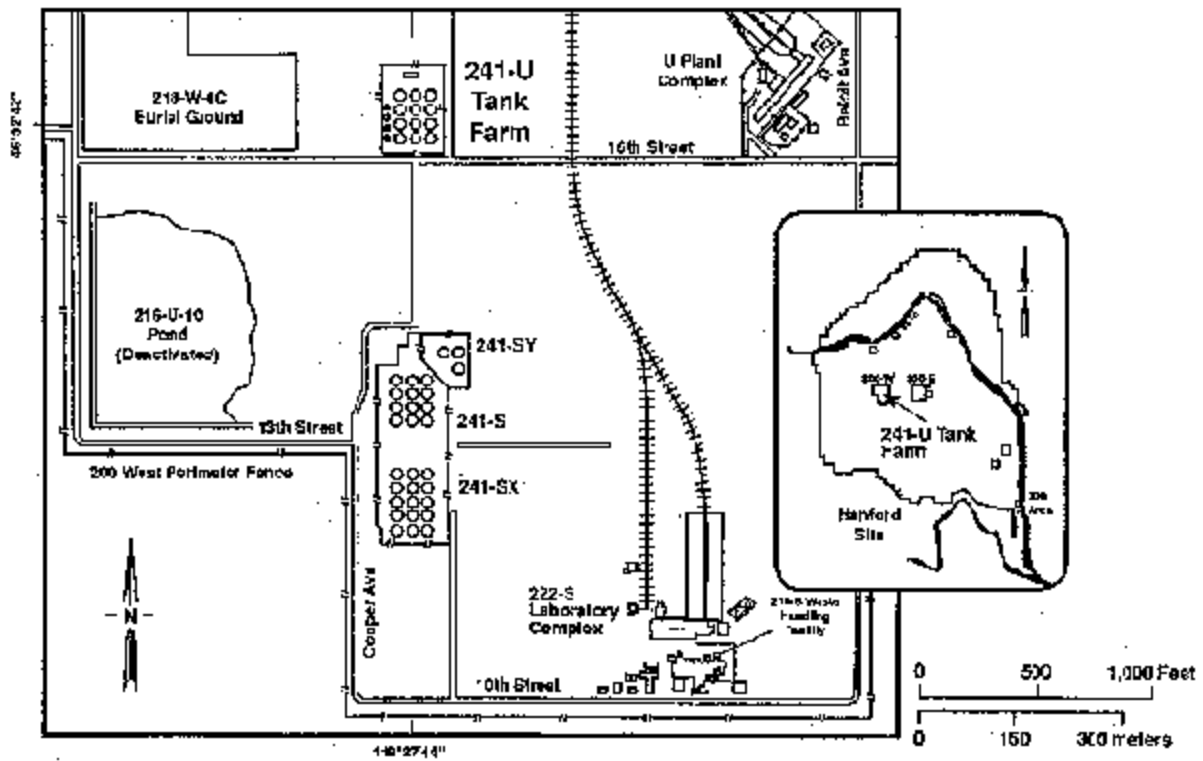 241-U
Tank
Farm
U Plant
Complex
Burial Ground
16th Street
216-U-10
Pond
(Deactivated)
241-SY
13th Street
241-S
200 West Perimeter Fence
241-SX
241-U Tank
Farm
Hanford
Site
N
Cooper Ave
222-S
Laboratory
Complex
Handling
Facility
10th Street
0 500 1,000 Feet
0 150 300 meters